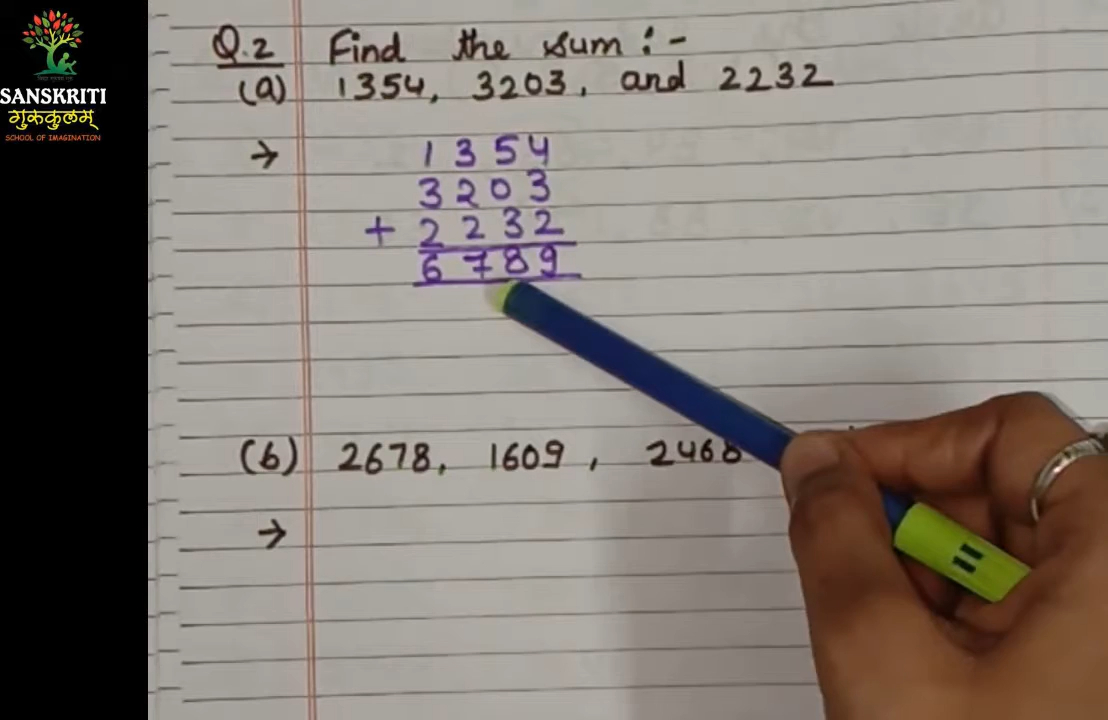 SANSKRITI
गुरुकुलम्
SCHOOL OF IMAGINATION
Q.2 Find the sum :-
(a) 1354, 3203, and 2232
→ 1354
3203
+ 2232
6789
(b) 2678, 1609, 2468
→